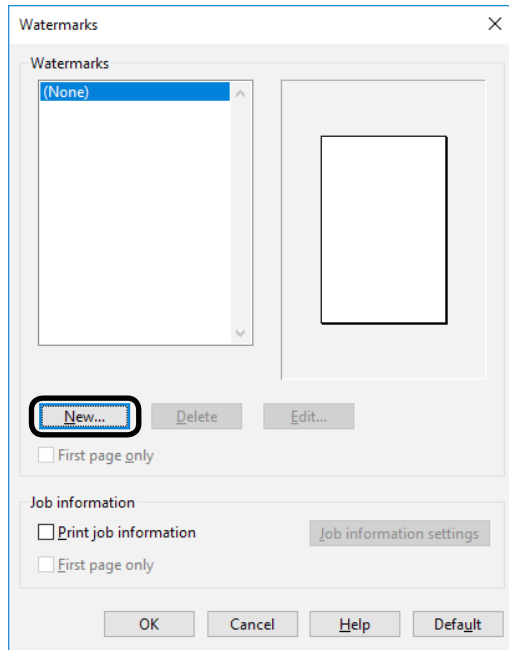 Watermarks
Watermarks
(None)
New... Delete Edit...
First page only
Job information
Print job information Job information settings
First page only
OK Cancel Help Default